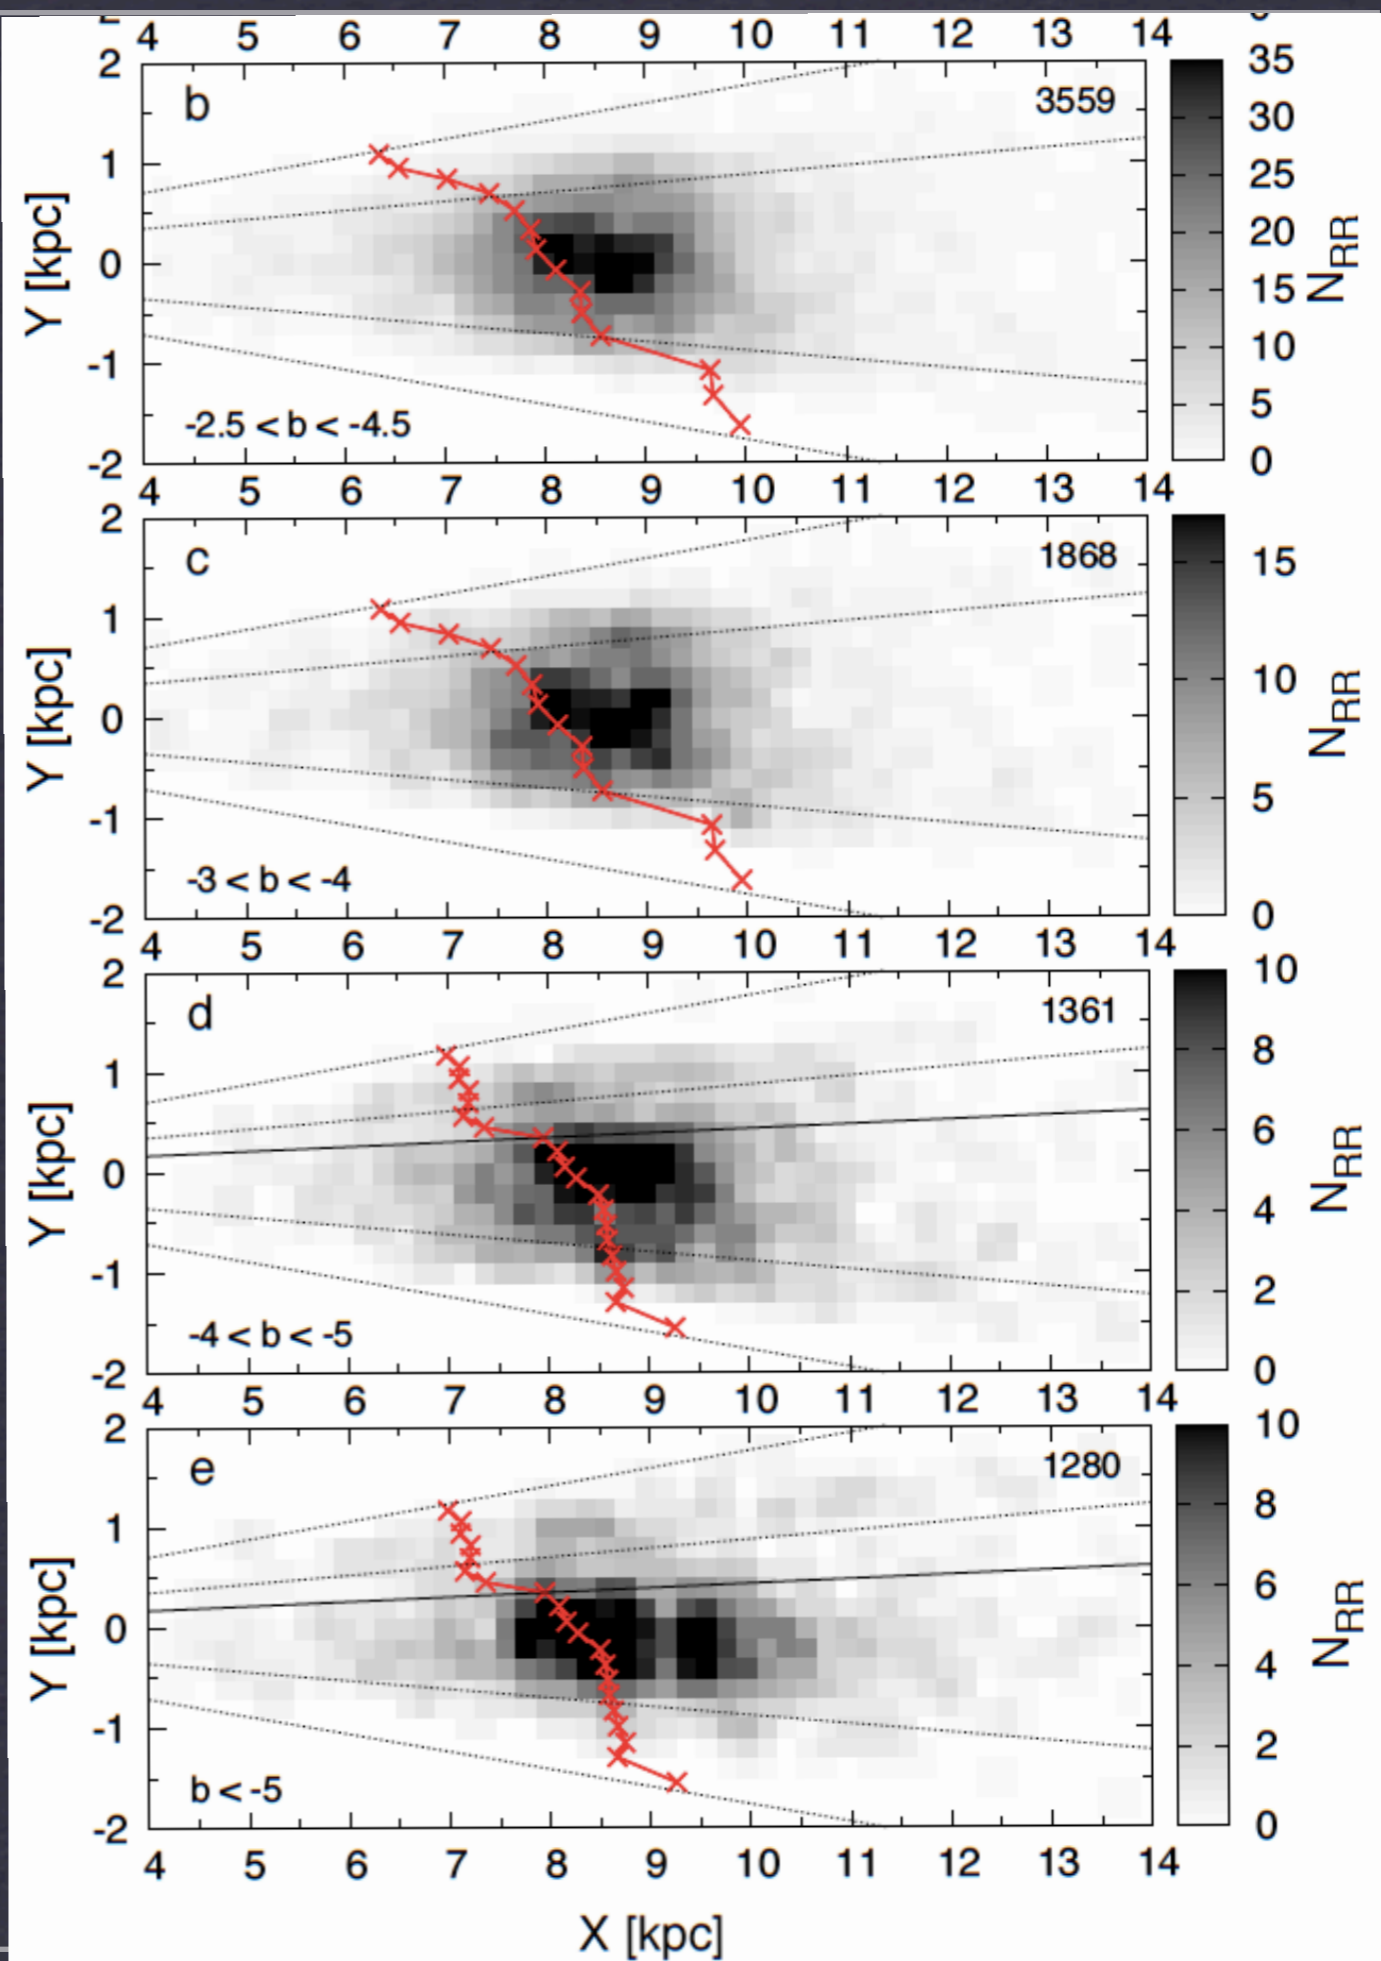 4 5 6 7 8 9 10 11 12 13 14
2 1 0 -1 -2
Y [kpc]
b
3559
-2.5 < b < -4.5
35 30 25 20 15 10 5 0
N_RR
4 5 6 7 8 9 10 11 12 13 14
2 1 0 -1 -2
Y [kpc]
c
1868
-3 < b < -4
15 10 5 0
N_RR
4 5 6 7 8 9 10 11 12 13 14
2 1 0 -1 -2
Y [kpc]
d
1361
-4 < b < -5
10 8 6 4 2 0
N_RR
4 5 6 7 8 9 10 11 12 13 14
2 1 0 -1 -2
Y [kpc]
e
1280
b < -5
10 8 6 4 2 0
N_RR
4 5 6 7 8 9 10 11 12 13 14
X [kpc]